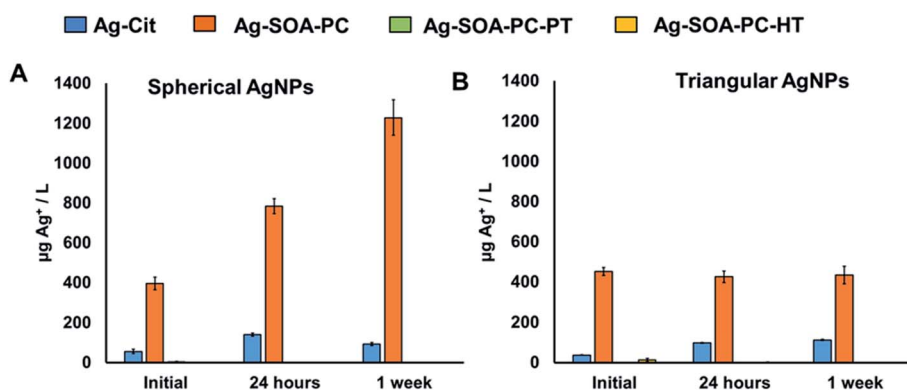 Ag-Cit Ag-SOA-PC Ag-SOA-PC-PT Ag-SOA-PC-HT
A
Spherical AgNPs
µg Ag⁺ / L
1400
1200
1000
800
600
400
200
0
Initial 24 hours 1 week
B
Triangular AgNPs
µg Ag⁺ / L
1400
1200
1000
800
600
400
200
0
Initial 24 hours 1 week